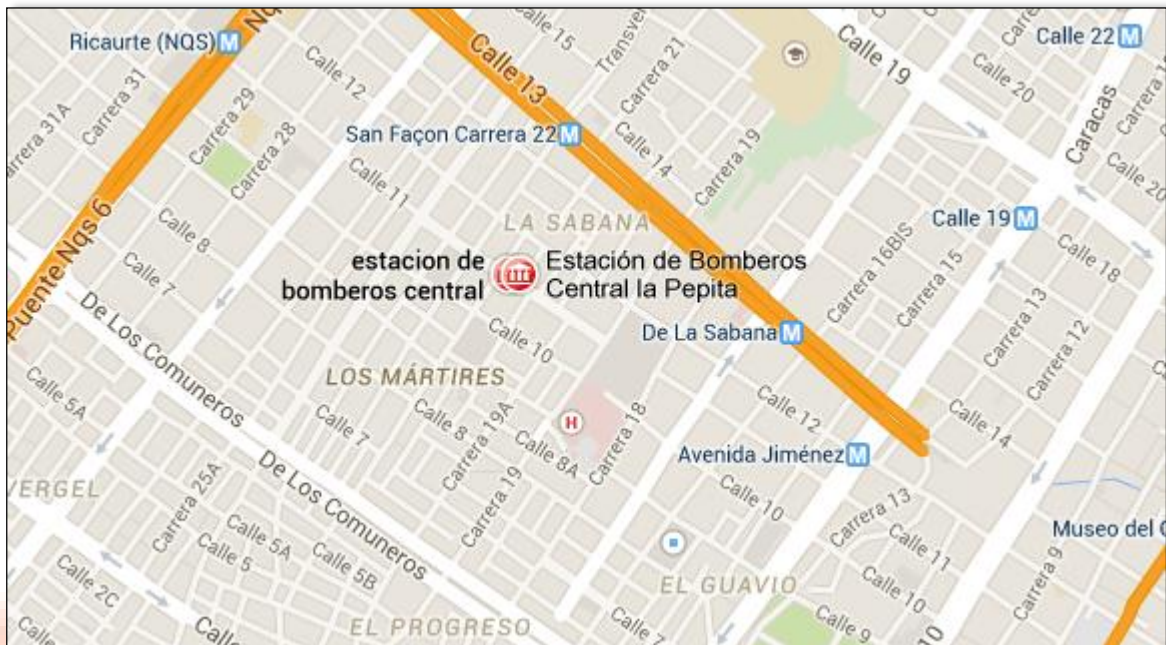 Ricaurte (NQS) M
Calle 15
Calle 13
Carrera 21
Calle 19
Calle 22 M
Calle 20
Caracas
Carrera 31
Calle 12
Carrera 29
Carrera 28
San Façon Carrera 22 M
Calle 14
Carrera 19
Calle 20
Calle 11
LA SABANA
Calle 19 M
Calle 8
Calle 7
Puente Nqs 6
estacion de
bomberos central
Estación de Bomberos
Central la Pepita
Carrera 16BIS
Carrera 15
Calle 18
Carrera 13
Carrera 12
De Los Comuneros
Calle 10
De La Sabana M
LOS MÁRTIRES
Calle 5A
Calle 7
Calle 8
Carrera 19A
H
Calle 8A
Carrera 18
Calle 12
Calle 14
Avenida Jiménez M
VERGEL
Carrera 25A
De Los Comuneros
Carrera 19
Calle 10
Carrera 13
Calle 11
Museo del
Calle 5A
Calle 5
Calle 5B
Calle 2C
EL GUAVIO
Calle 10
Carrera 9
Calle
Calle
EL PROGRESO
Calle 7
Calle 9
10